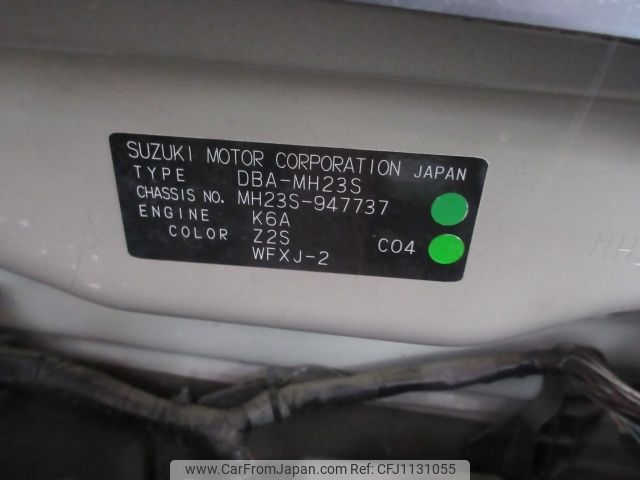 SUZUKI MOTOR CORPORATION JAPAN
TYPE DBA-MH23S
CHASSIS NO. MH23S-947737
ENGINE K6A
COLOR Z2S C04
WFXJ-2
www.CarFromJapan.com | CFJ1131055